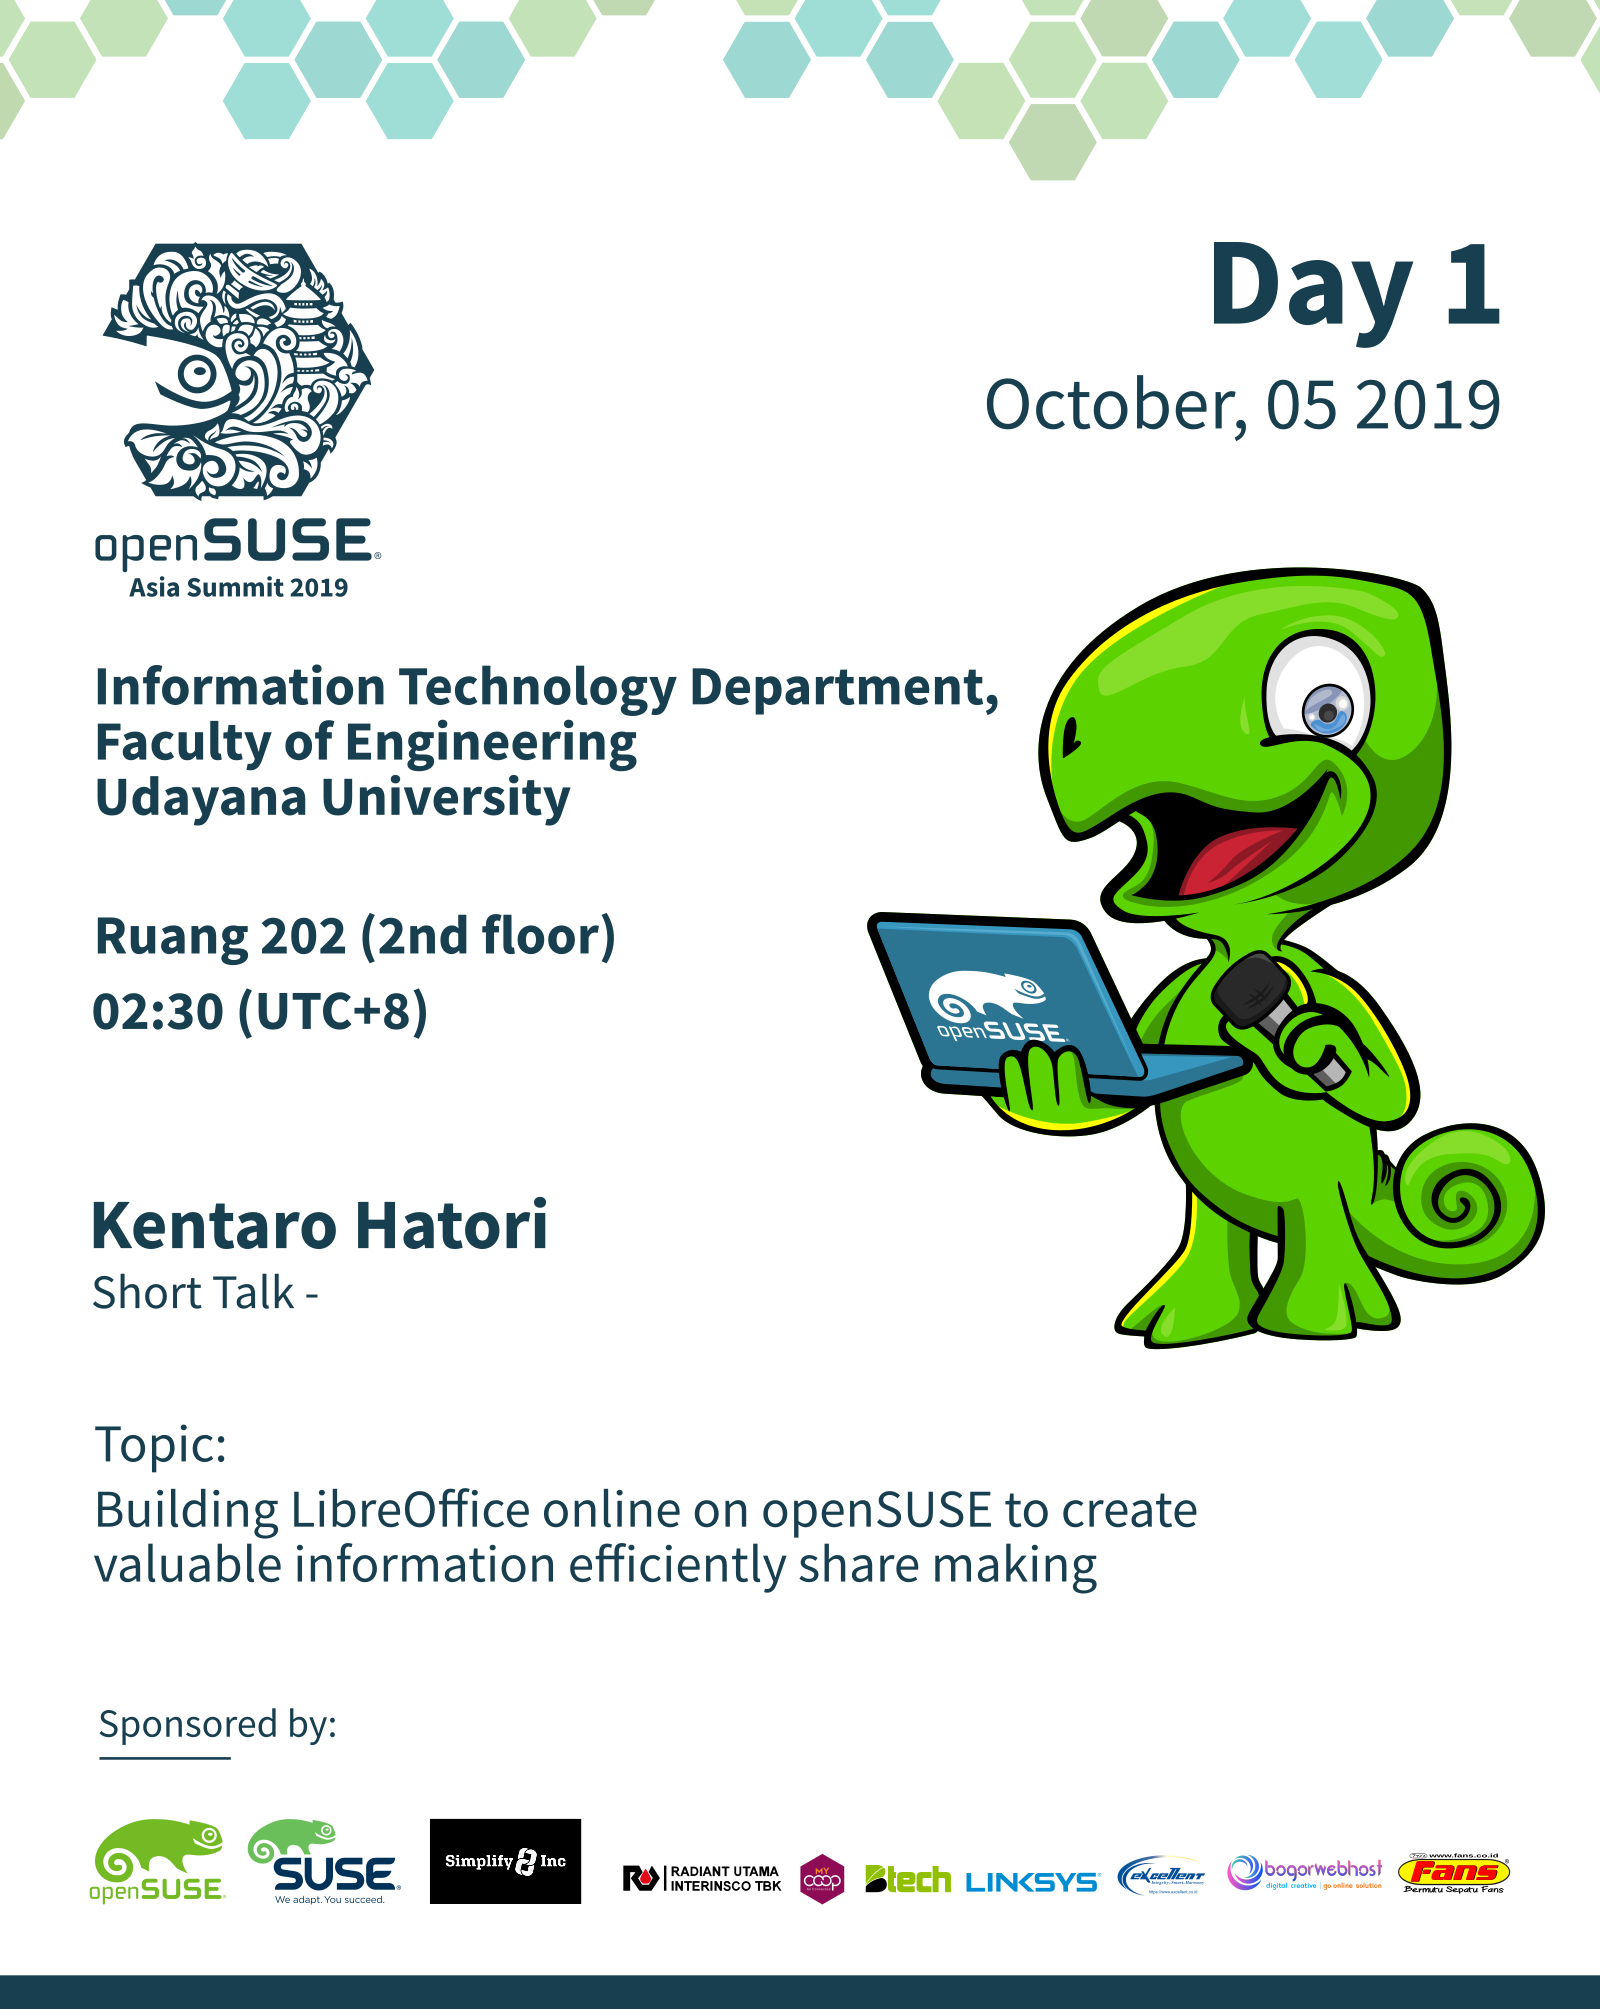 Day 1
October, 05 2019
openSUSE®
Asia Summit 2019
Information Technology Department,
Faculty of Engineering
Udayana University
Ruang 202 (2nd floor)
02:30 (UTC+8)
openSUSE
Kentaro Hatori
Short Talk -
Topic:
Building LibreOffice online on openSUSE to create
valuable information efficiently share making
Sponsored by:
openSUSE
SUSE
We adapt. You succeed.
Simplify Inc
RADIANT UTAMA
INTERINSCO TBK
MY
COOP
Btech
LINKSYS
eXcellenT
bogorwebhost
digital creative | go online solution
www.fans.co.id
Fans
Bermutu Sepatu Fans